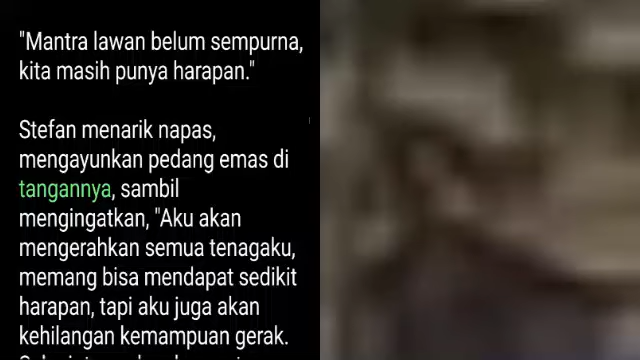 "Mantra lawan belum sempurna,
kita masih punya harapan."
Stefan menarik napas,
mengayunkan pedang emas di
tangannya, sambil
mengingatkan, "Aku akan
mengerahkan semua tenagaku,
memang bisa mendapat sedikit
harapan, tapi aku juga akan
kehilangan kemampuan gerak.